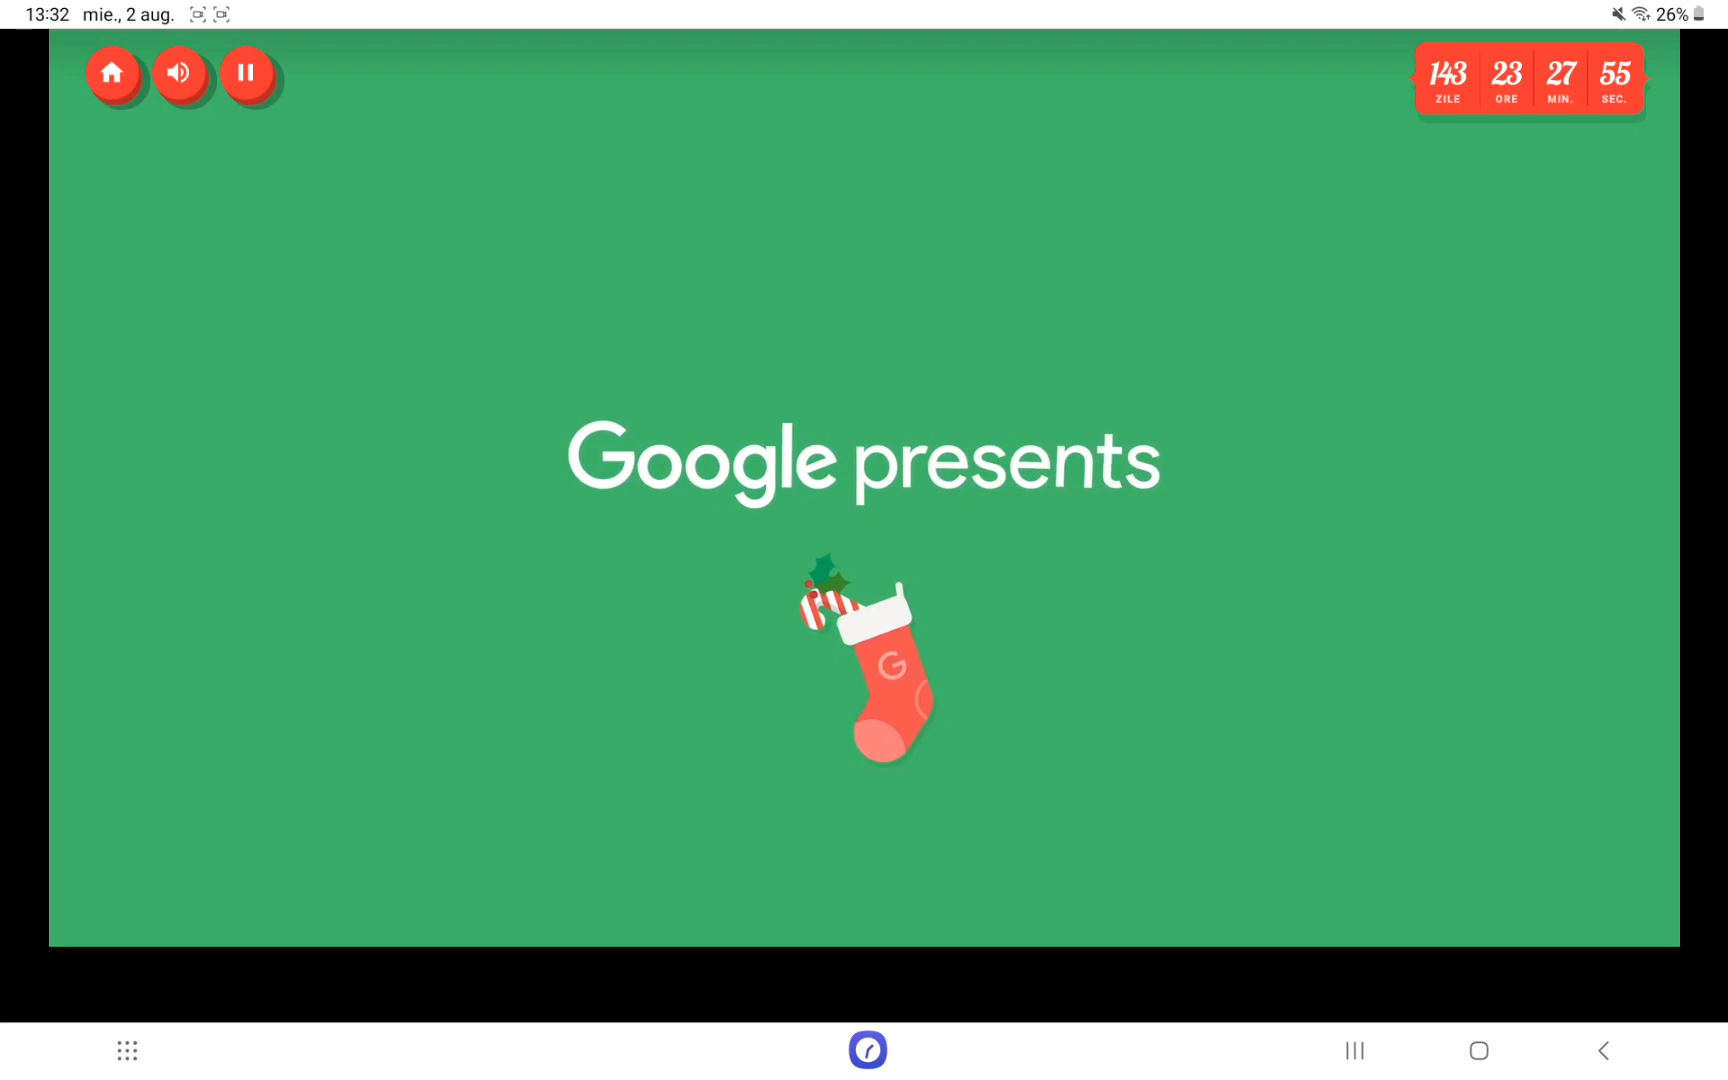 13:32 mie., 2 aug. 26%
143 23 27 55
ZILE ORE MIN. SEC.
Google presents
G